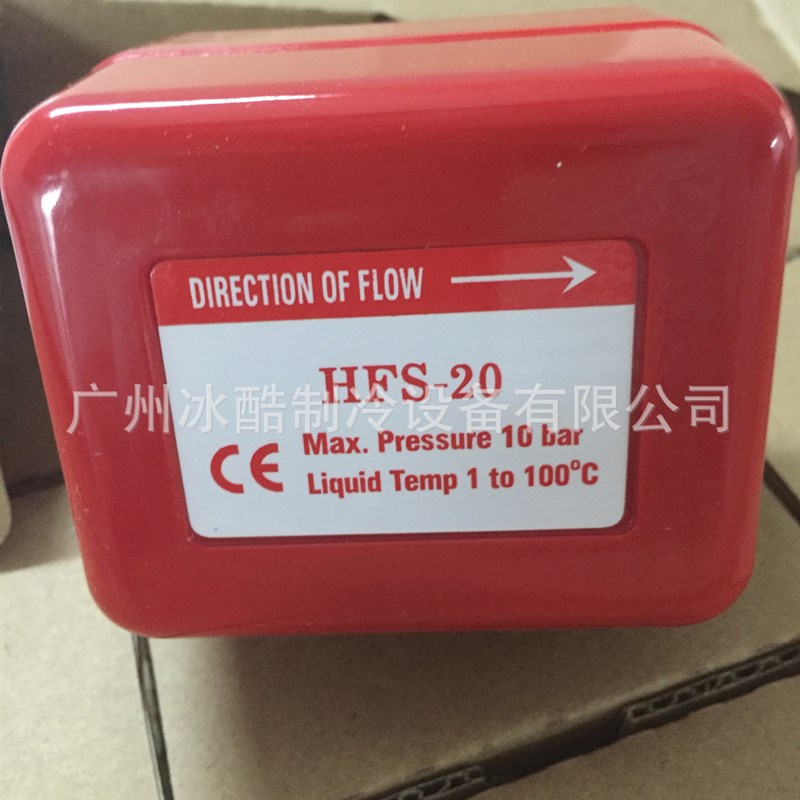 DIRECTION OF FLOW
HFS-20
广州冰酷制冷设备有限公司
Max. Pressure 10 bar
CE
Liquid Temp 1 to 100°C